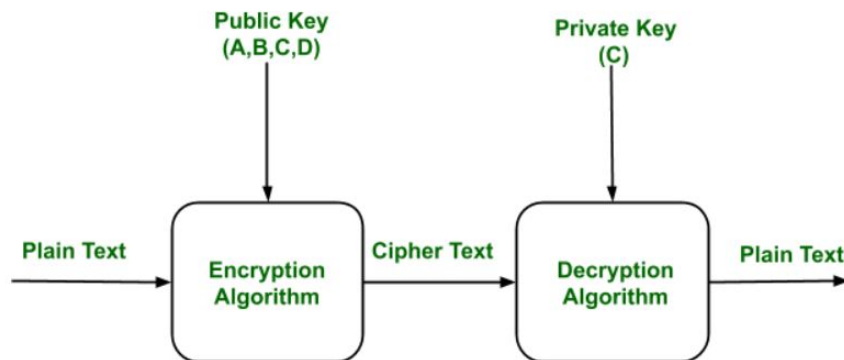 Public Key
(A,B,C,D)
Private Key
(C)
Plain Text
Encryption
Algorithm
Cipher Text
Decryption
Algorithm
Plain Text